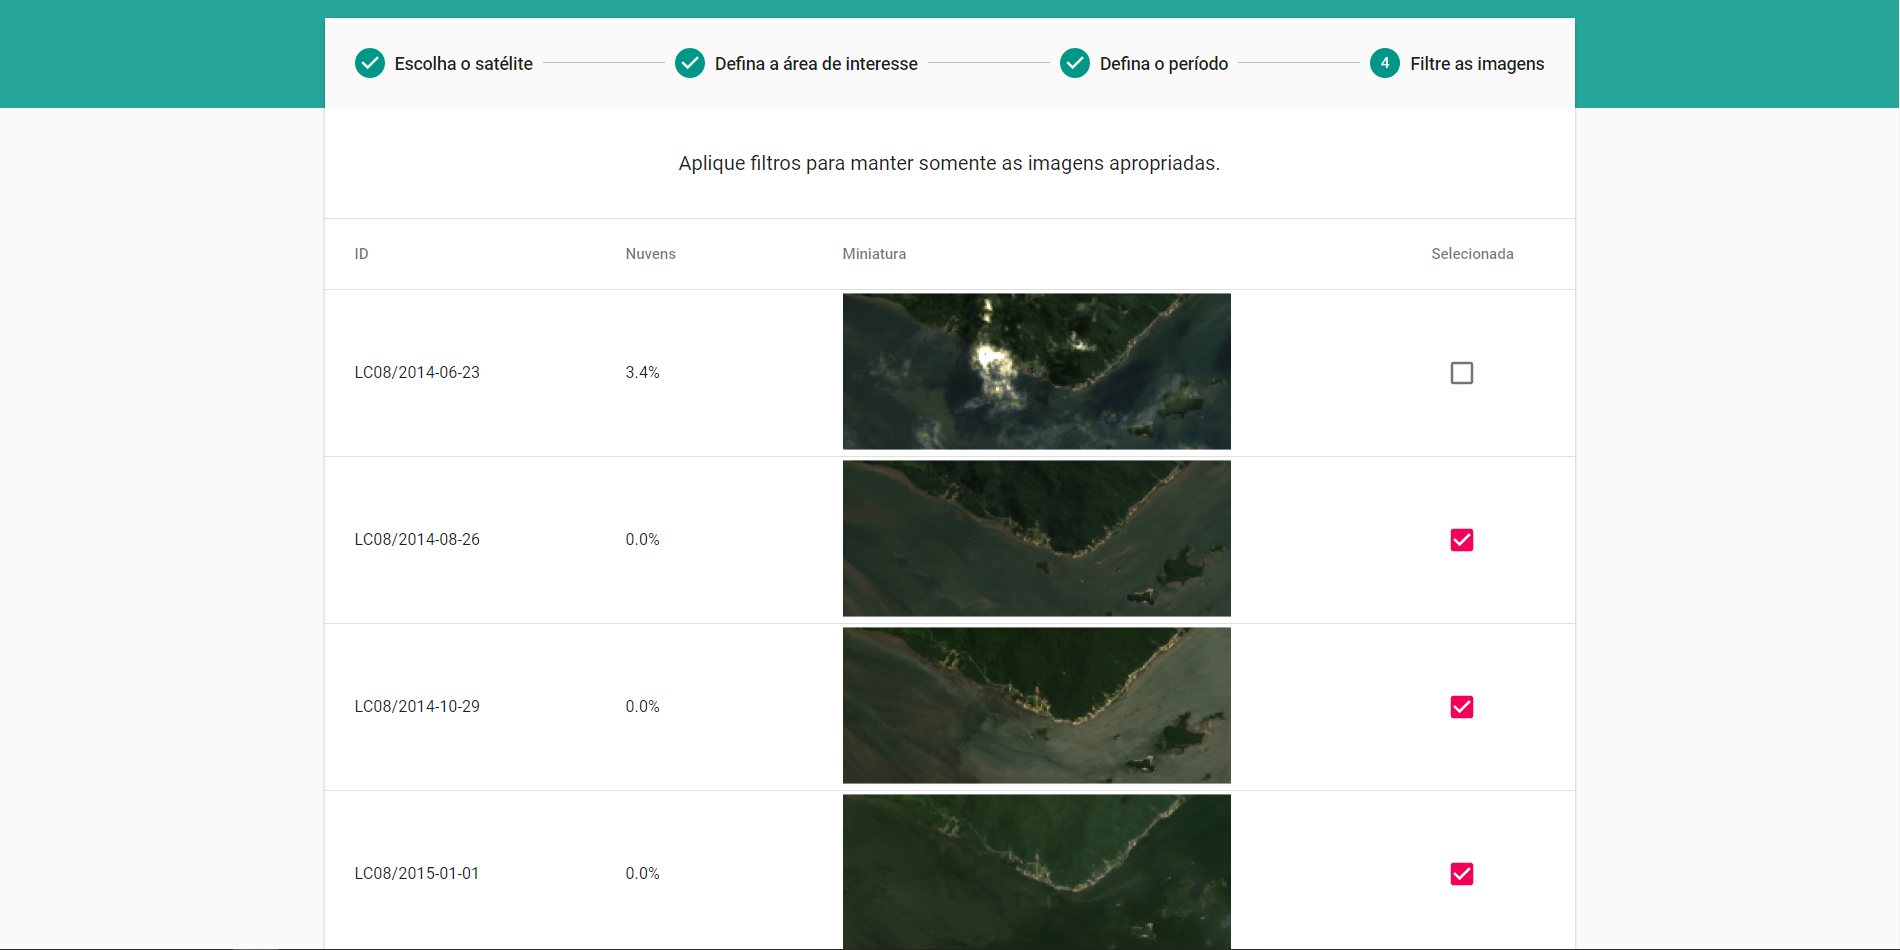 Escolha o satélite
Defina a área de interesse
Defina o período
4 Filtre as imagens
Aplique filtros para manter somente as imagens apropriadas.
ID Nuvens Miniatura Selecionada
LC08/2014-06-23 3.4%
LC08/2014-08-26 0.0%
LC08/2014-10-29 0.0%
LC08/2015-01-01 0.0%